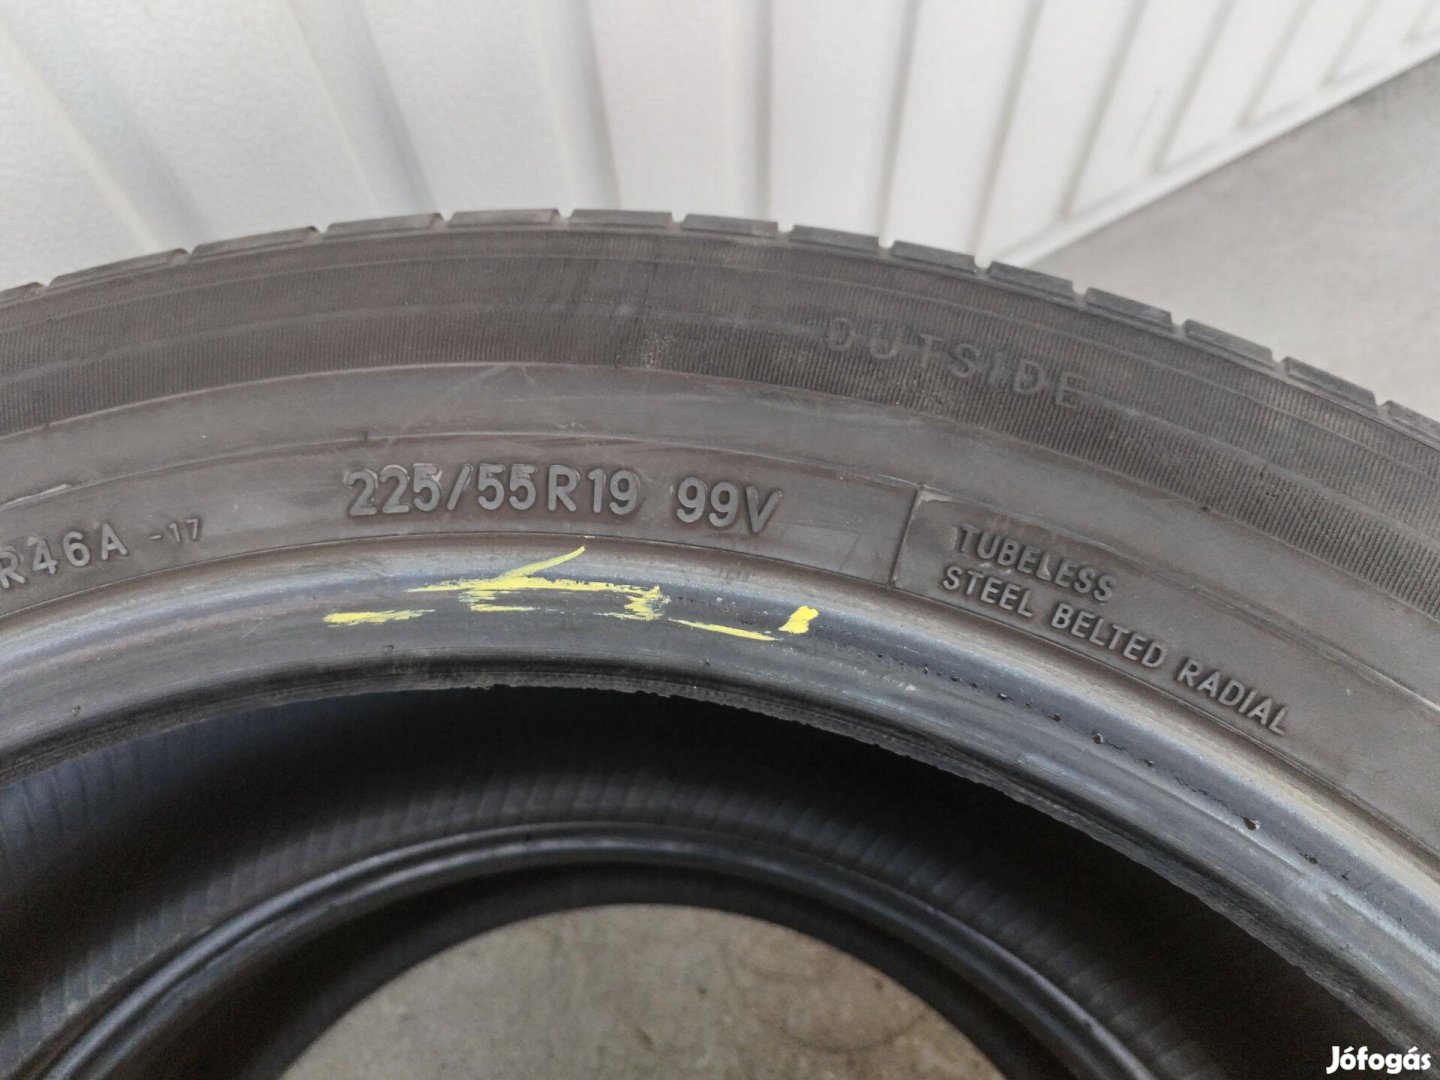 OUTSIDE
225/55R19 99V
R46A -17
TUBELESS
STEEL BELTED RADIAL
Jófogás